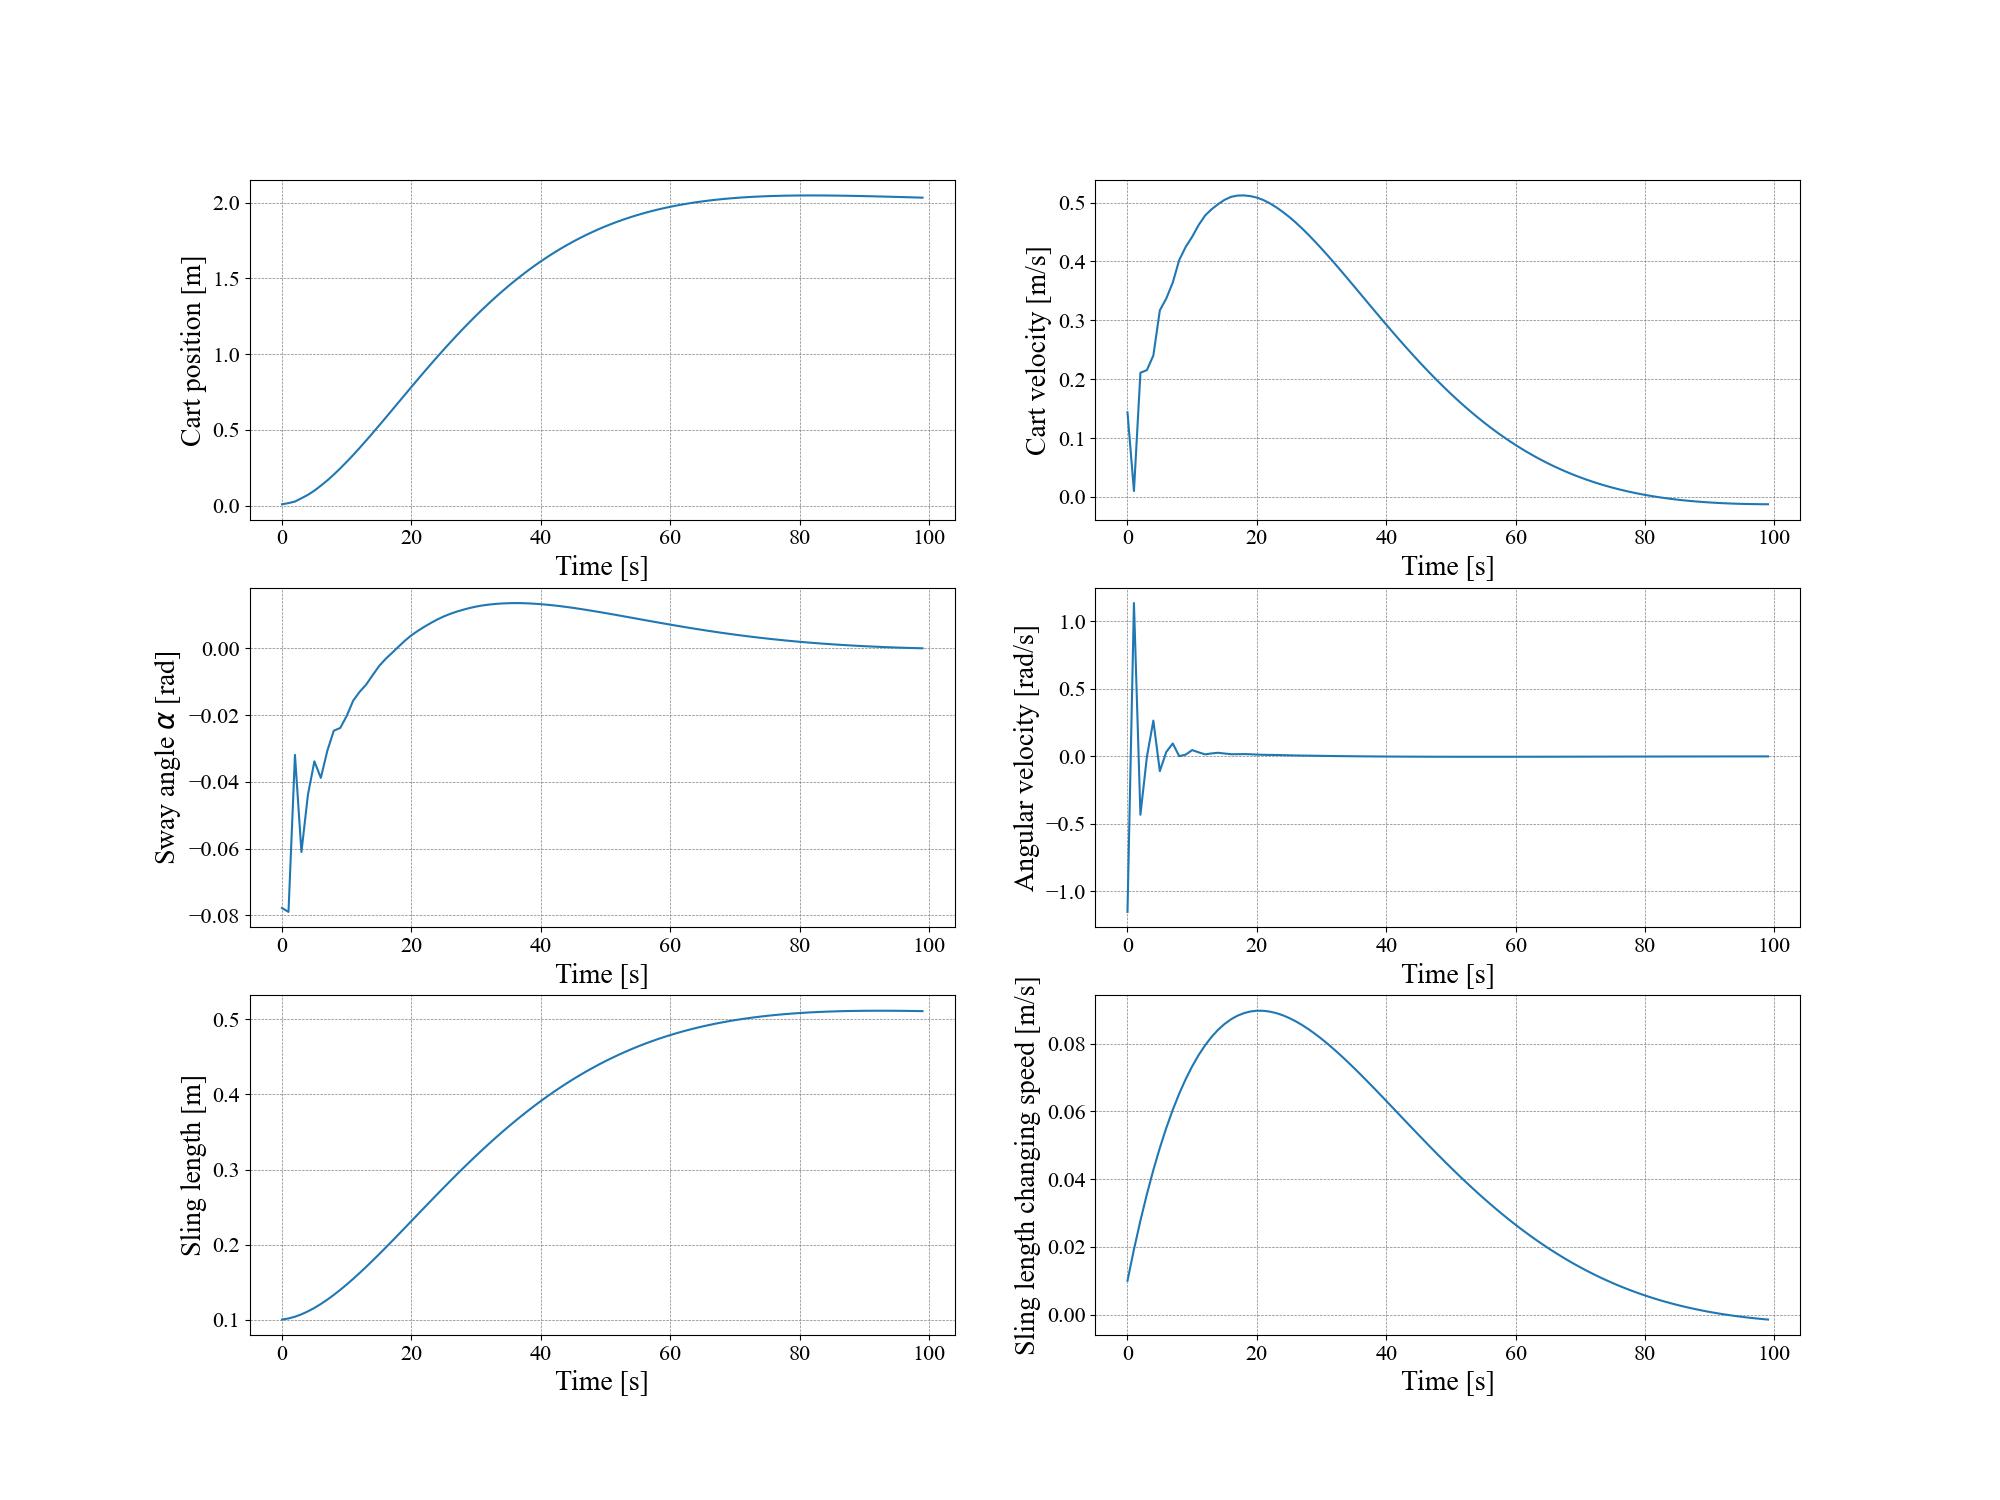 Cart position [m]
2.0
1.5
1.0
0.5
0.0
0 20 40 60 80 100
Time [s]
Cart velocity [m/s]
0.5
0.4
0.3
0.2
0.1
0.0
0 20 40 60 80 100
Time [s]
Sway angle α [rad]
0.00
−0.02
−0.04
−0.06
−0.08
0 20 40 60 80 100
Time [s]
Angular velocity [rad/s]
1.0
0.5
0.0
−0.5
−1.0
0 20 40 60 80 100
Time [s]
Sling length [m]
0.5
0.4
0.3
0.2
0.1
0 20 40 60 80 100
Time [s]
Sling length changing speed [m/s]
0.08
0.06
0.04
0.02
0.00
0 20 40 60 80 100
Time [s]